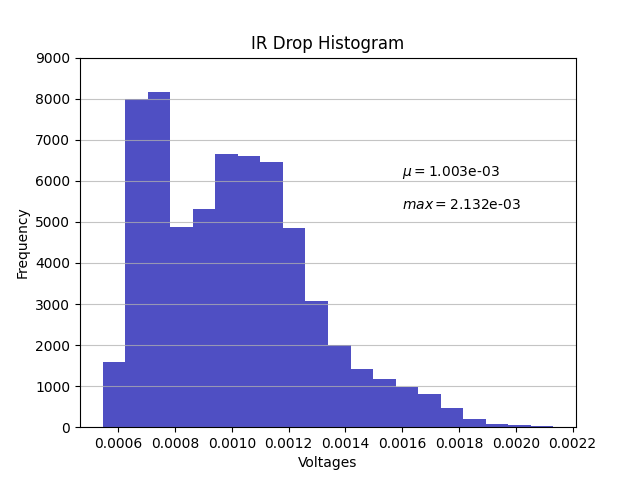 IR Drop Histogram
9000
8000
7000
6000
5000
4000
3000
2000
1000
0
Frequency
μ = 1.003e-03
max = 2.132e-03
0.0006 0.0008 0.0010 0.0012 0.0014 0.0016 0.0018 0.0020 0.0022
Voltages